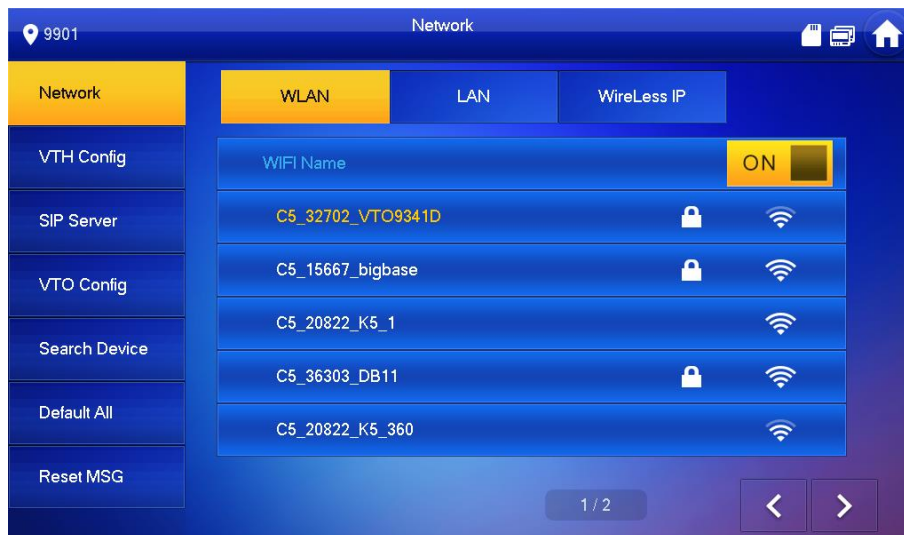 9901
Network
Network
VTH Config
SIP Server
VTO Config
Search Device
Default All
Reset MSG
WLAN
LAN
WireLess IP
WIFI Name
ON
C5_32702_VTO9341D
C5_15667_bigbase
C5_20822_K5_1
C5_36303_DB11
C5_20822_K5_360
1 / 2